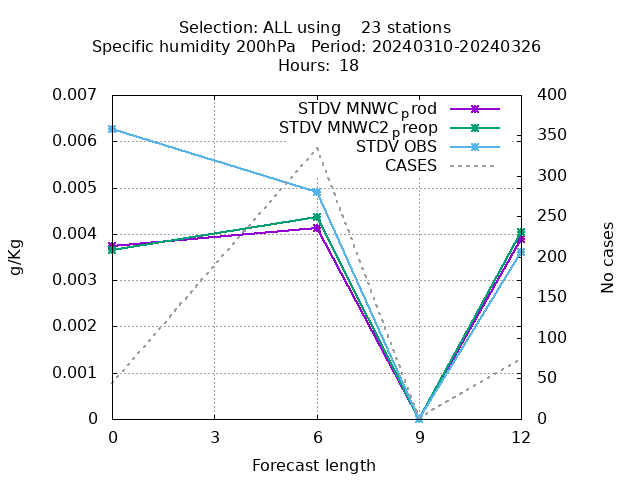 Selection: ALL using 23 stations
Specific humidity 200hPa Period: 20240310-20240326
Hours: 18
STDV MNWC_prod
STDV MNWC2_preop
STDV OBS
CASES
0.007
0.006
0.005
0.004
0.003
0.002
0.001
0
400
350
300
250
200
150
100
50
0
g/Kg
No cases
0 3 6 9 12
Forecast length